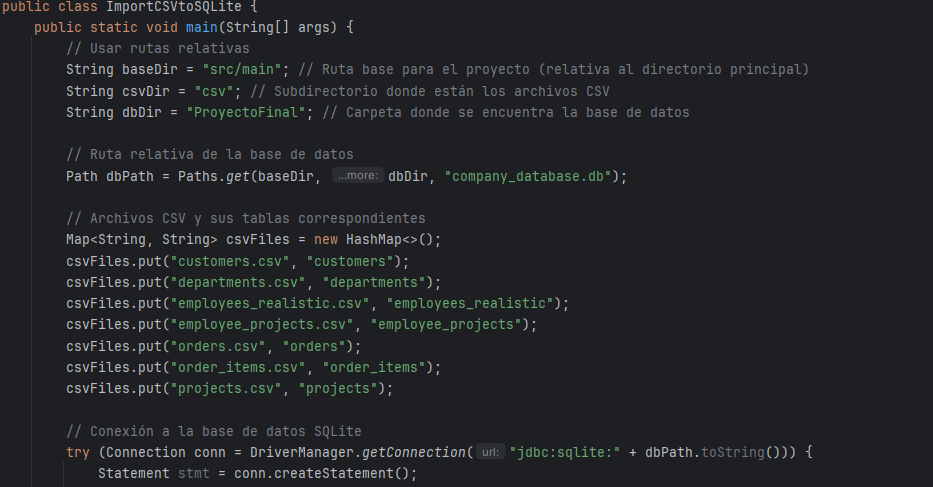 public class ImportCSVtoSQLite {
public static void main(String[] args) {
// Usar rutas relativas
String baseDir = "src/main"; // Ruta base para el proyecto (relativa al directorio principal)
String csvDir = "csv"; // Subdirectorio donde están los archivos CSV
String dbDir = "ProyectoFinal"; // Carpeta donde se encuentra la base de datos
// Ruta relativa de la base de datos
Path dbPath = Paths.get(baseDir, ...more: dbDir, "company_database.db");
// Archivos CSV y sus tablas correspondientes
Map<String, String> csvFiles = new HashMap<>();
csvFiles.put("customers.csv", "customers");
csvFiles.put("departments.csv", "departments");
csvFiles.put("employees_realistic.csv", "employees_realistic");
csvFiles.put("employee_projects.csv", "employee_projects");
csvFiles.put("orders.csv", "orders");
csvFiles.put("order_items.csv", "order_items");
csvFiles.put("projects.csv", "projects");
// Conexión a la base de datos SQLite
try (Connection conn = DriverManager.getConnection( url: "jdbc:sqlite:" + dbPath.toString())) {
Statement stmt = conn.createStatement();